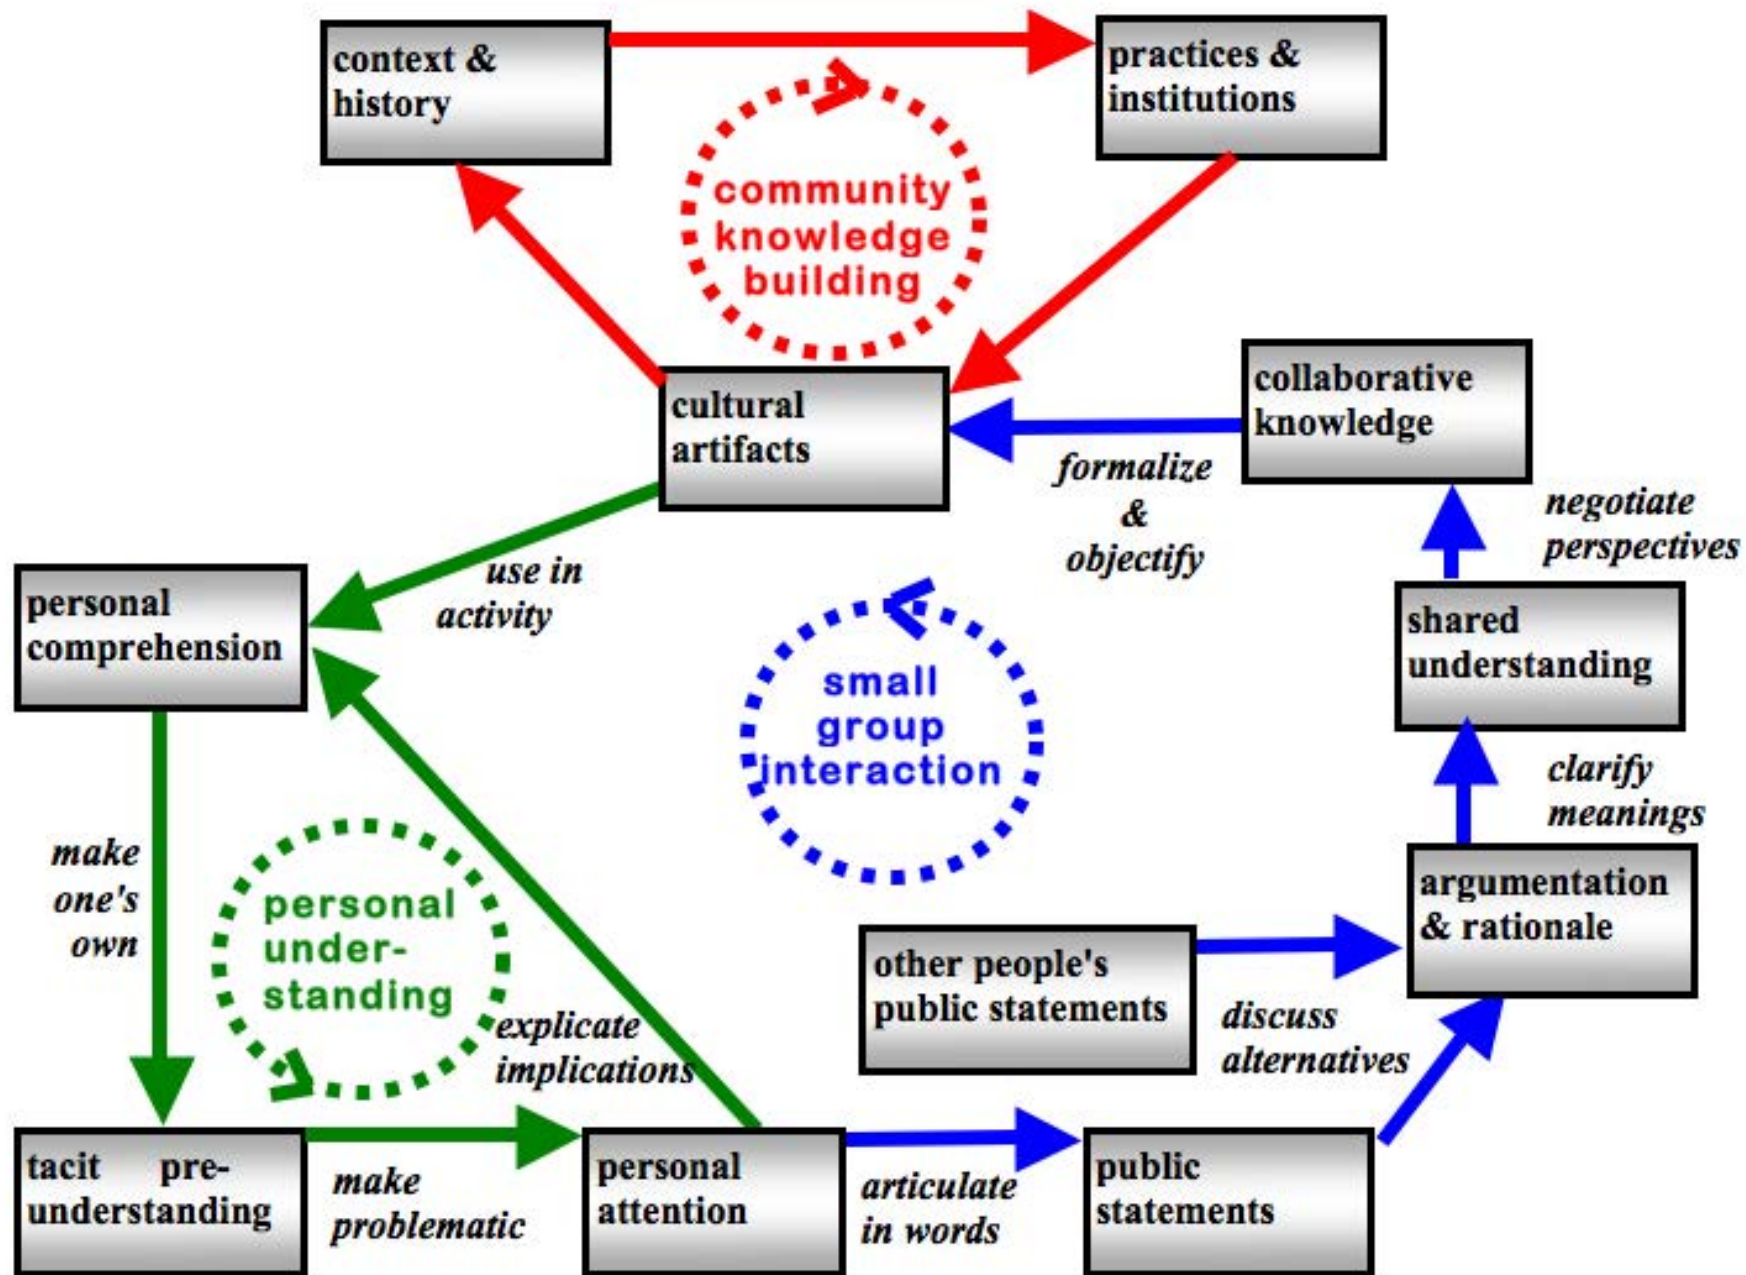 context &
history
practices &
institutions
community
knowledge
building
cultural
artifacts
collaborative
knowledge
formalize
&
objectify
negotiate
perspectives
use in
activity
personal
comprehension
shared
understanding
small
group
interaction
clarify
meanings
make
one's
own
personal
under-
standing
argumentation
& rationale
other people's
public statements
explicate
implications
discuss
alternatives
tacit pre-
understanding
make
problematic
personal
attention
articulate
in words
public
statements